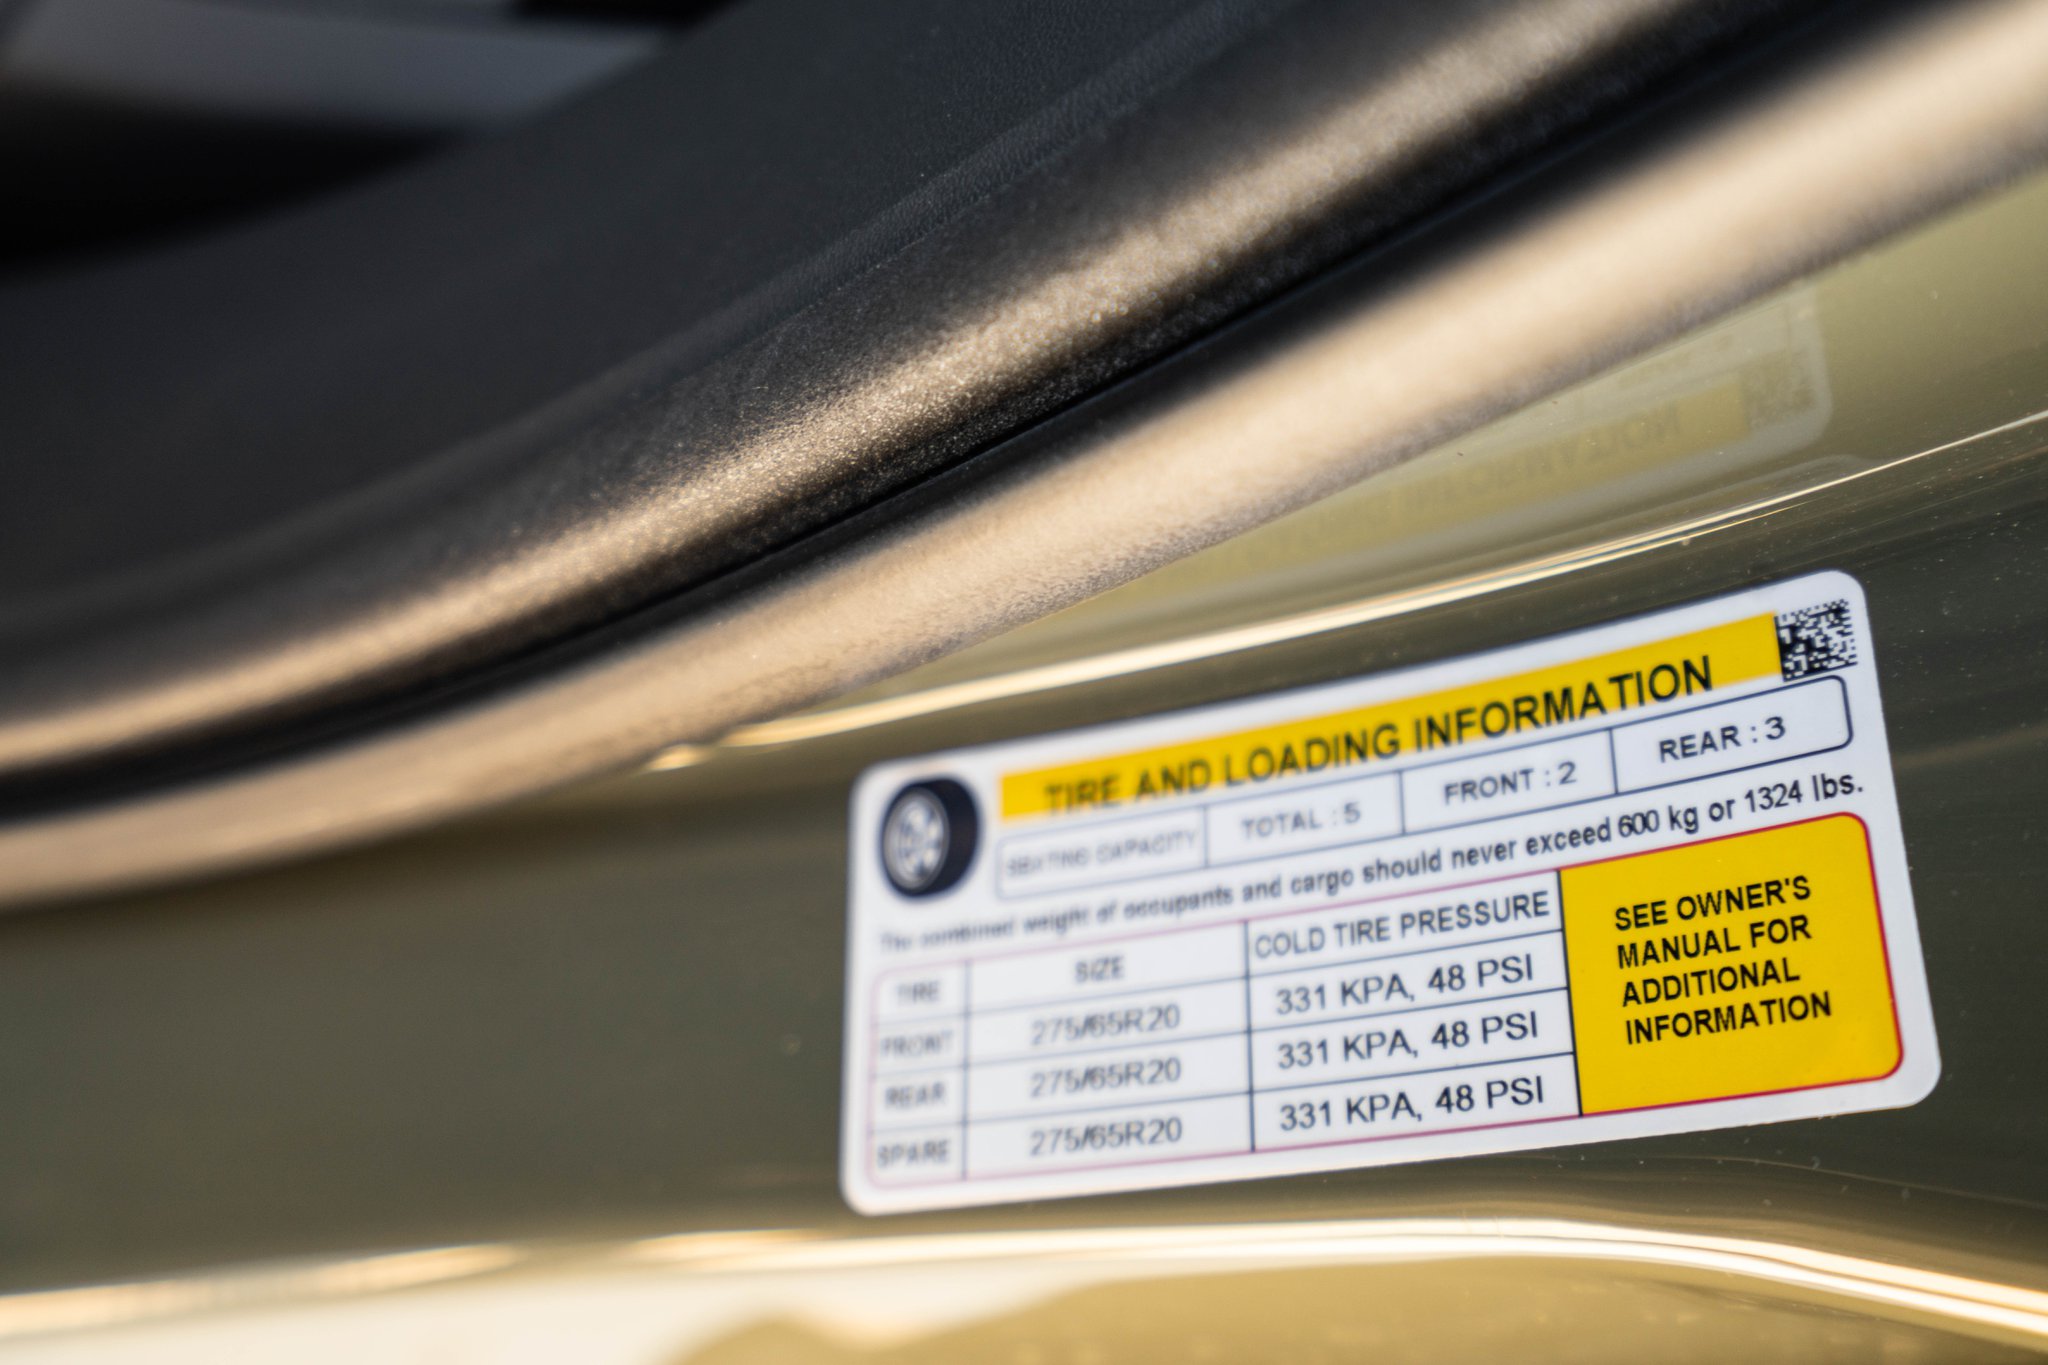 TIRE AND LOADING INFORMATION
SEATING CAPACITY TOTAL : 5 FRONT : 2 REAR : 3
The combined weight of occupants and cargo should never exceed 600 kg or 1324 lbs.
TIRE SIZE COLD TIRE PRESSURE
FRONT 275/65R20 331 KPA, 48 PSI
REAR 275/65R20 331 KPA, 48 PSI
SPARE 275/65R20 331 KPA, 48 PSI
SEE OWNER'S
MANUAL FOR
ADDITIONAL
INFORMATION